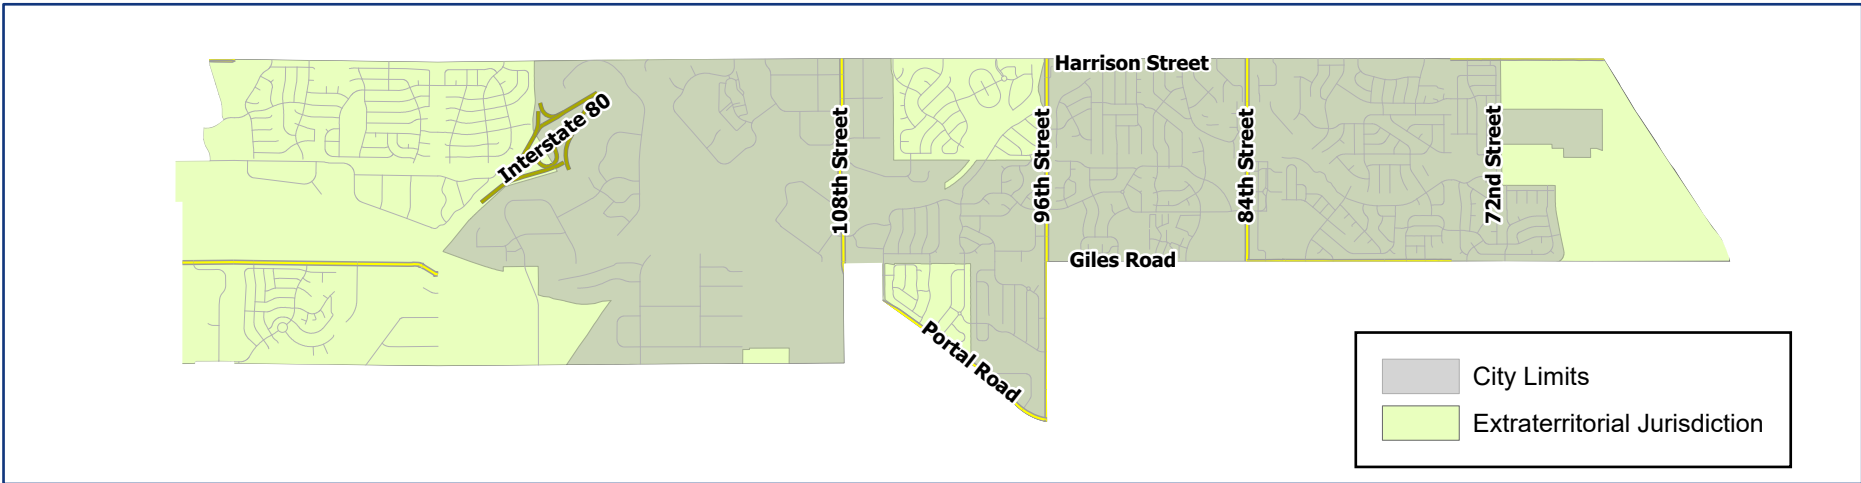 Harrison Street
Interstate 80
108th Street
96th Street
84th Street
72nd Street
Giles Road
Portal Road
City Limits
Extraterritorial Jurisdiction